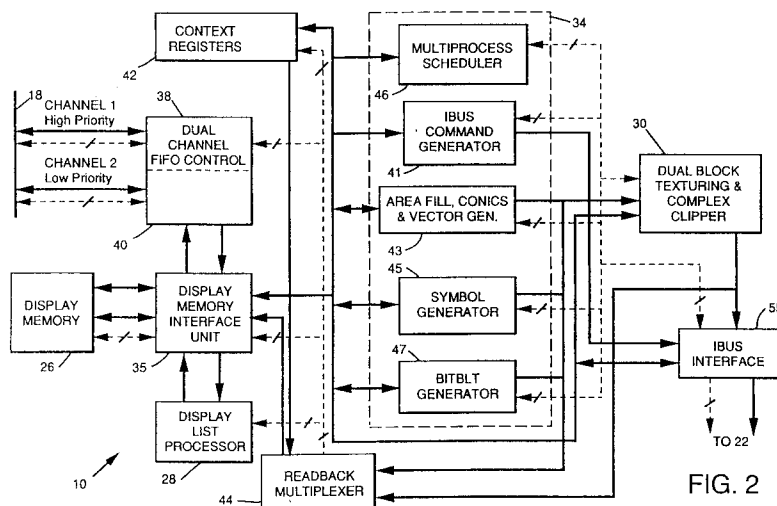 CONTEXT
REGISTERS
42
34
MULTIPROCESS
SCHEDULER
46
18
CHANNEL 1
High Priority
38
DUAL
CHANNEL
FIFO CONTROL
CHANNEL 2
Low Priority
40
IBUS
COMMAND
GENERATOR
41
30
DUAL BLOCK
TEXTURING &
COMPLEX
CLIPPER
AREA FILL, CONICS
& VECTOR GEN.
43
DISPLAY
MEMORY
26
DISPLAY
MEMORY
INTERFACE
UNIT
35
45
SYMBOL
GENERATOR
55
IBUS
INTERFACE
47
BITBLT
GENERATOR
DISPLAY
LIST
PROCESSOR
28
TO 22
10
READBACK
MULTIPLEXER
44
FIG. 2